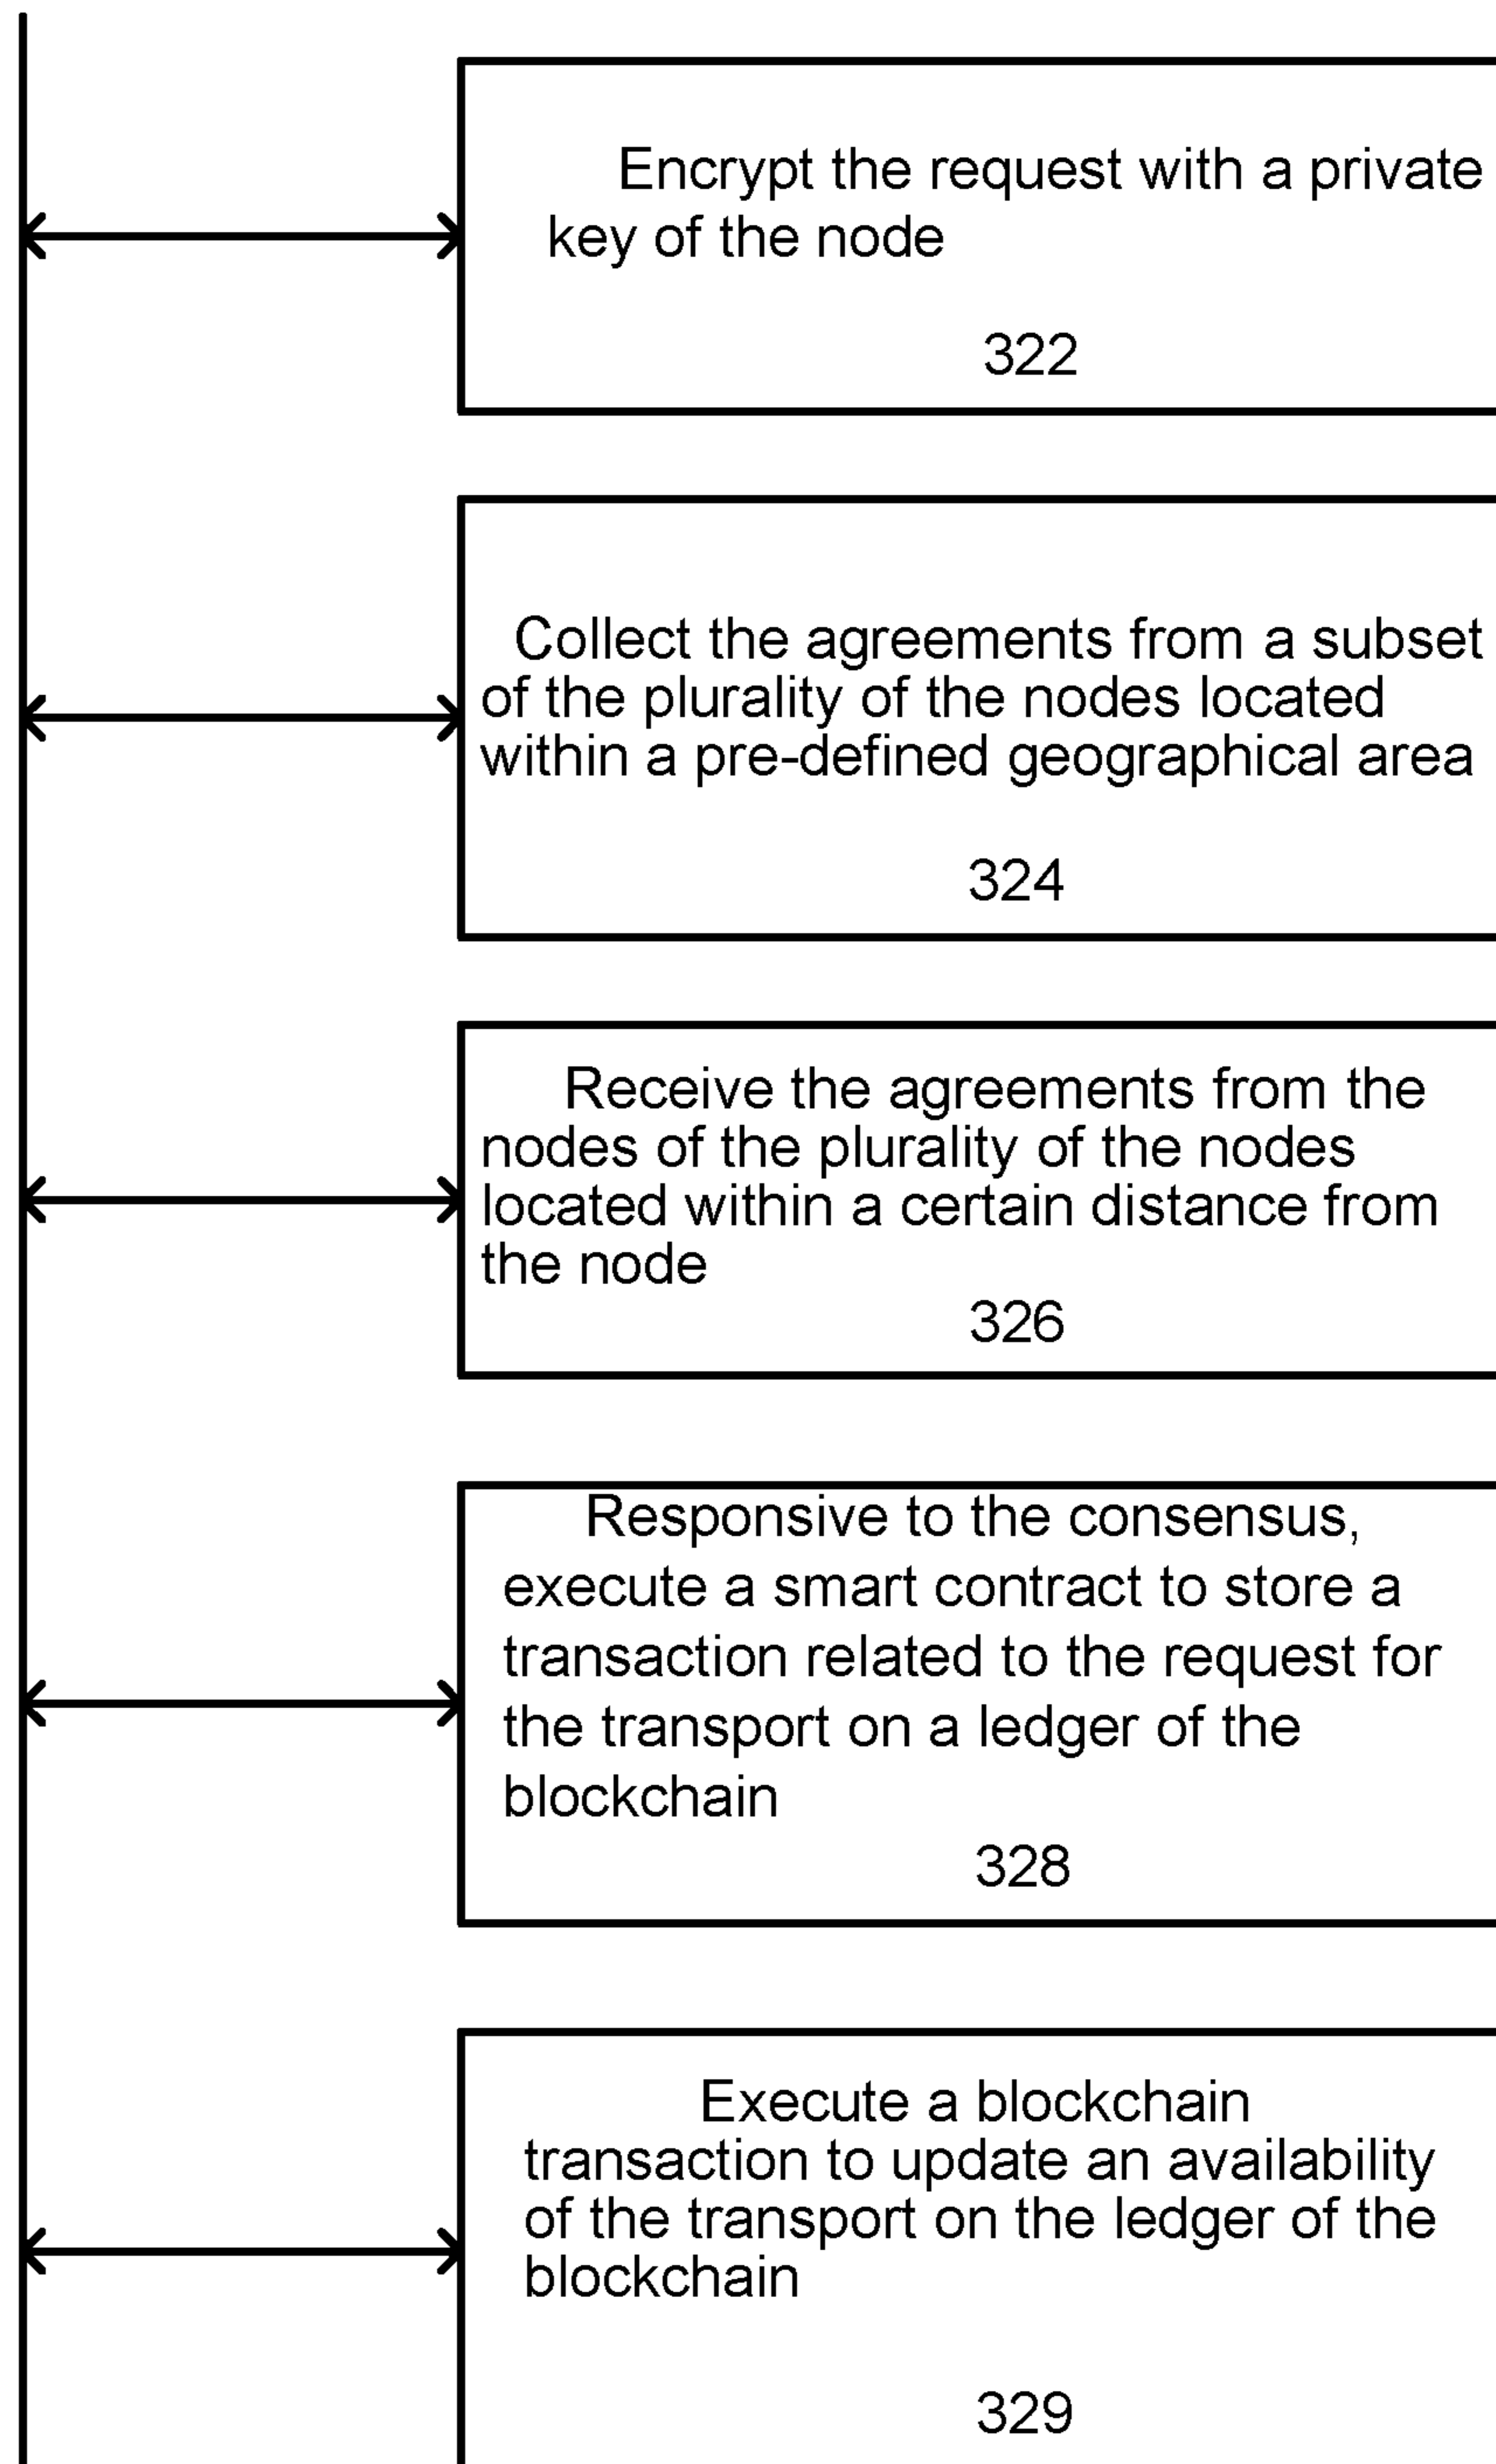 Encrypt the request with a private
key of the node
322
Collect the agreements from a subset
of the plurality of the nodes located
within a pre-defined geographical area
324
Receive the agreements from the
nodes of the plurality of the nodes
located within a certain distance from
the node
326
Responsive to the consensus,
execute a smart contract to store a
transaction related to the request for
the transport on a ledger of the
blockchain
328
Execute a blockchain
transaction to update an availability
of the transport on the ledger of the
blockchain
329